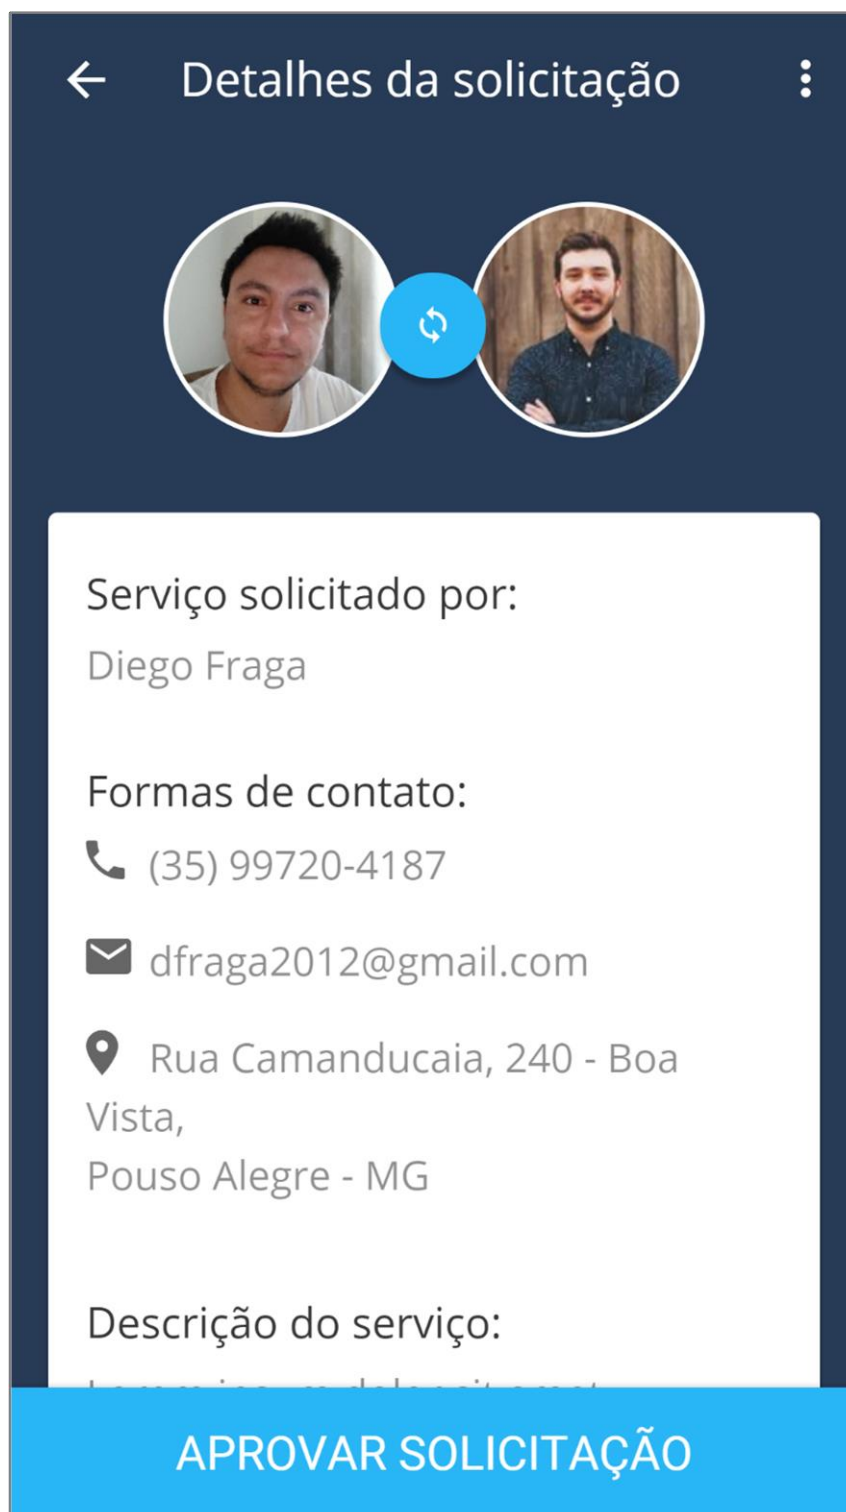 Detalhes da solicitação
Serviço solicitado por:
Diego Fraga
Formas de contato:
(35) 99720-4187
dfraga2012@gmail.com
Rua Camanducaia, 240 - Boa
Vista,
Pouso Alegre - MG
Descrição do serviço:
APROVAR SOLICITAÇÃO